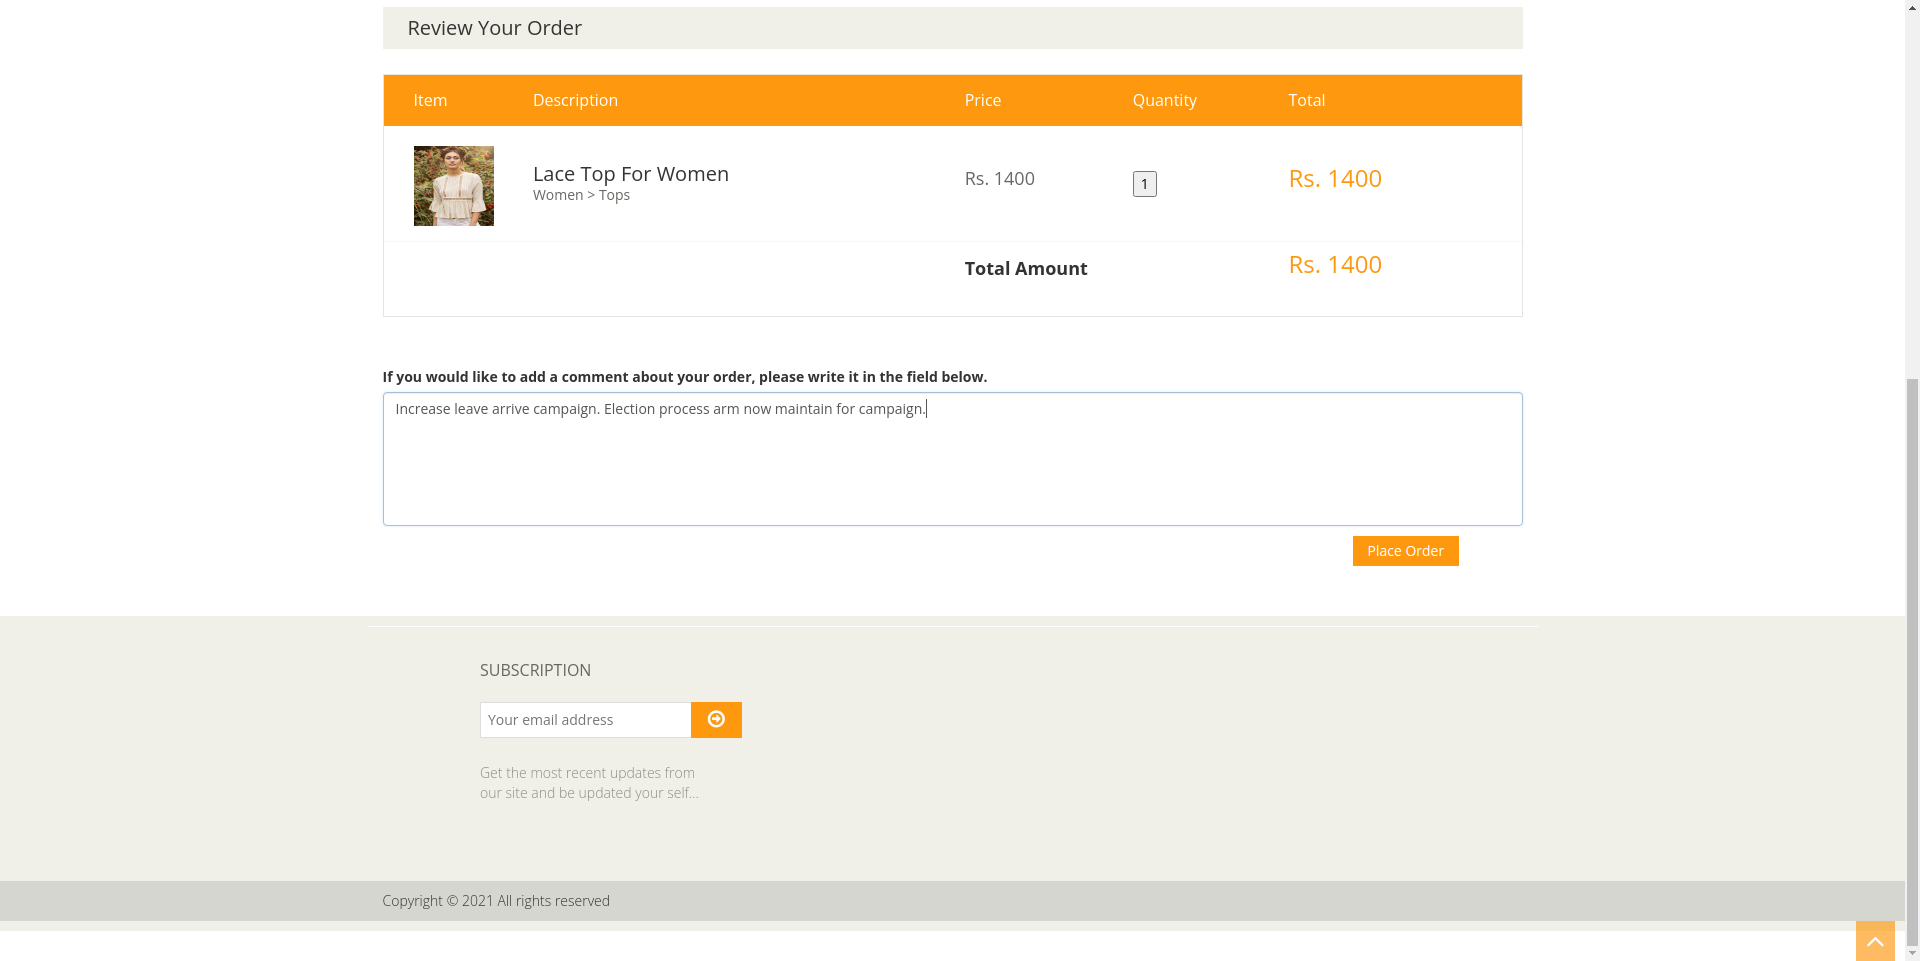 Review Your Order
Item Description Price Quantity Total
Lace Top For Women
Women > Tops
Rs. 1400
1
Rs. 1400
Total Amount
Rs. 1400
If you would like to add a comment about your order, please write it in the field below.
Increase leave arrive campaign. Election process arm now maintain for campaign.
Place Order
SUBSCRIPTION
Your email address
Get the most recent updates from
our site and be updated your self...
Copyright © 2021 All rights reserved